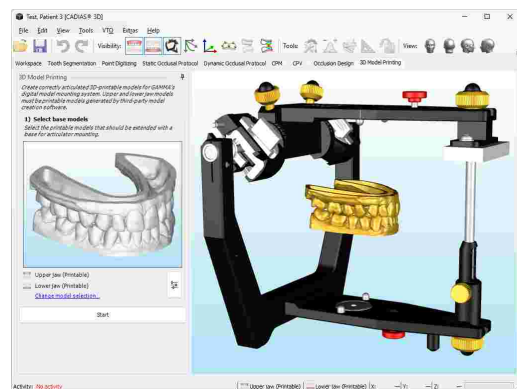 Test, Patient 3 [CADIAS® 3D]
File Edit View Tools VTO Extras Help
Visibility: Tools: View:
Workspace Tooth Segmentation Point Digitizing Static Occlusal Protocol Dynamic Occlusal Protocol CPM CPV Occlusion Design 3D Model Printing
3D Model Printing
Create correctly articulated 3D-printable models for GAMMA's
digital model mounting system. Upper and lower jaw models
must be printable models generated by third-party model
creation software.
1) Select base models
Select the printable models that should be extended with a
base for articulator mounting.
Upper Jaw (Printable)
Lower Jaw (Printable)
Change model selection...
Start
Activity: No activity
Upper Jaw (Printable) Lower Jaw (Printable) X: —| Y: —| Z: —